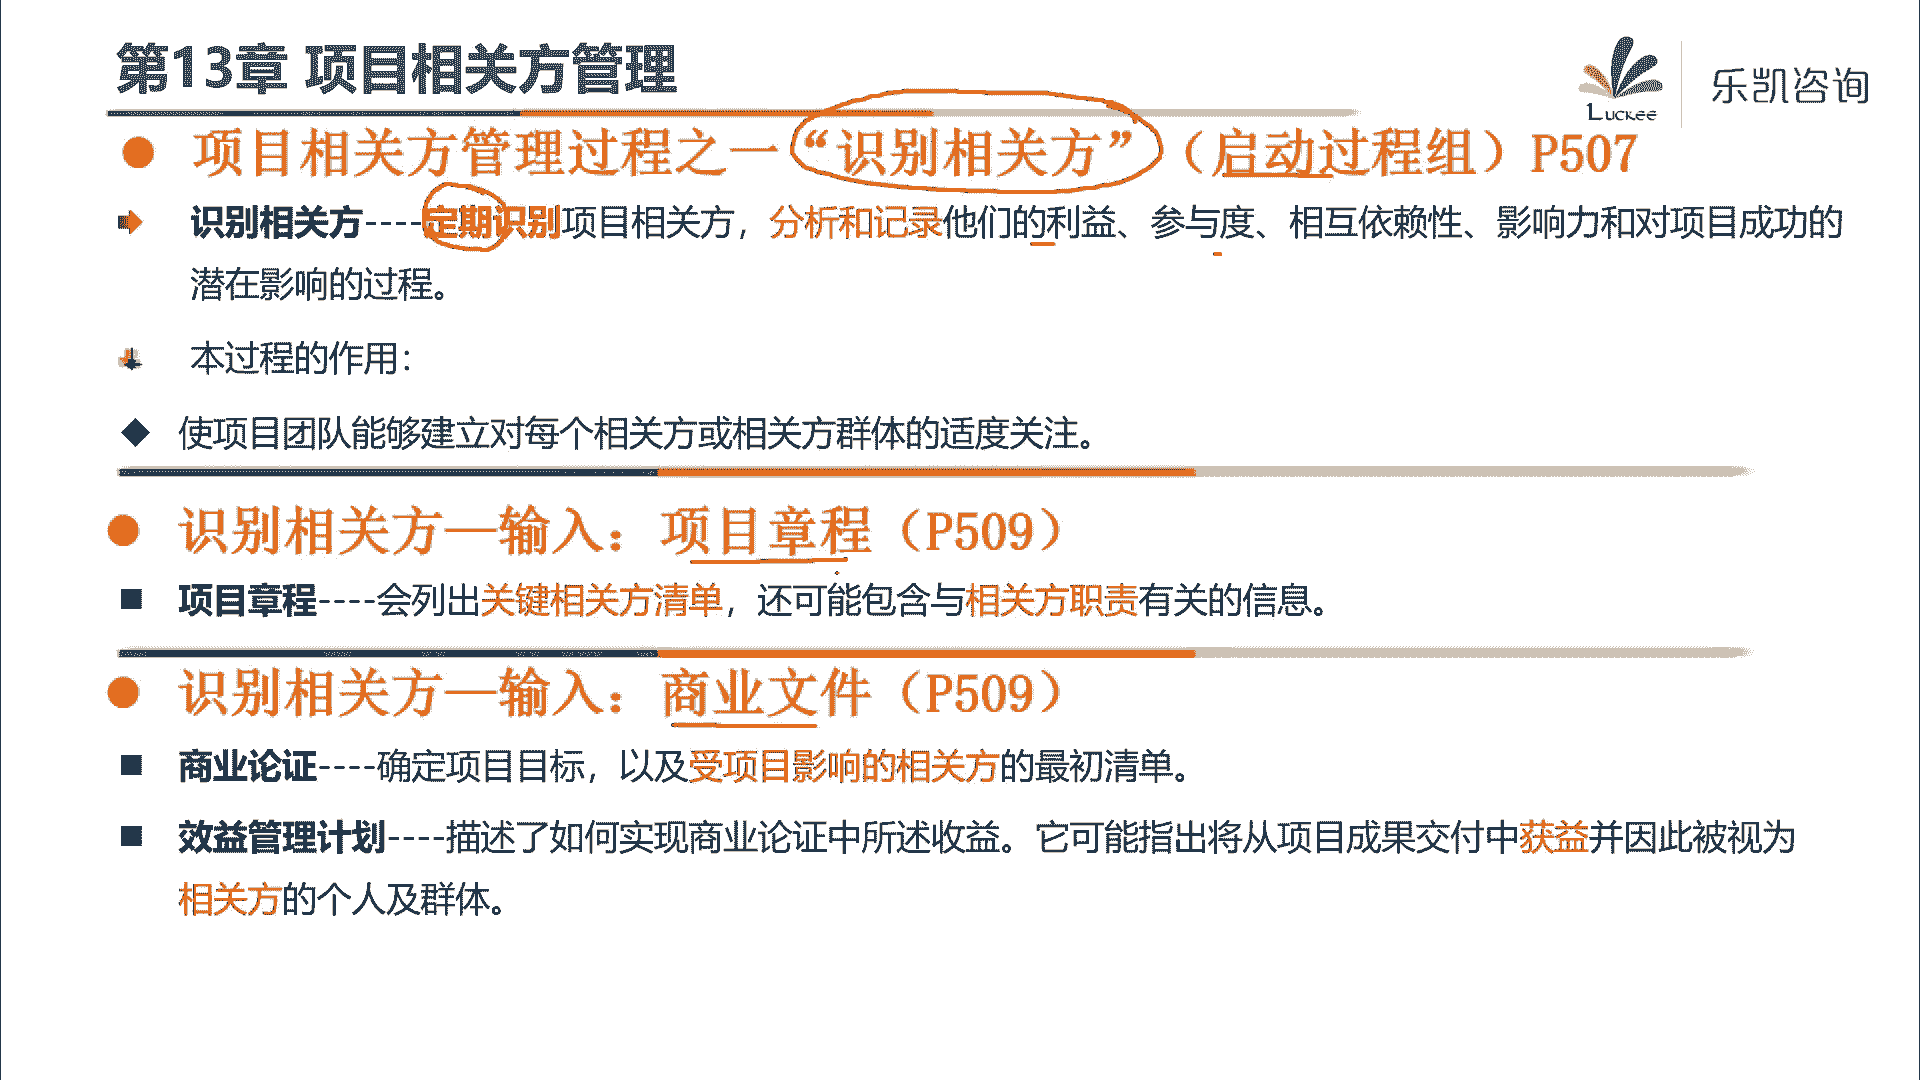 第13章 项目相关方管理
Luckee
乐凯咨询
项目相关方管理过程之一“识别相关方”（启动过程组）P507
识别相关方----定期识别项目相关方，分析和记录他们的利益、参与度、相互依赖性、影响力和对项目成功的
潜在影响的过程。
本过程的作用：
使项目团队能够建立对每个相关方或相关方群体的适度关注。
识别相关方—输入：项目章程（P509）
项目章程----会列出关键相关方清单，还可能包含与相关方职责有关的信息。
识别相关方—输入：商业文件（P509）
商业论证----确定项目目标，以及受项目影响的相关方的最初清单。
效益管理计划----描述了如何实现商业论证中所述收益。它可能指出将从项目成果交付中获益并因此被视为
相关方的个人及群体。